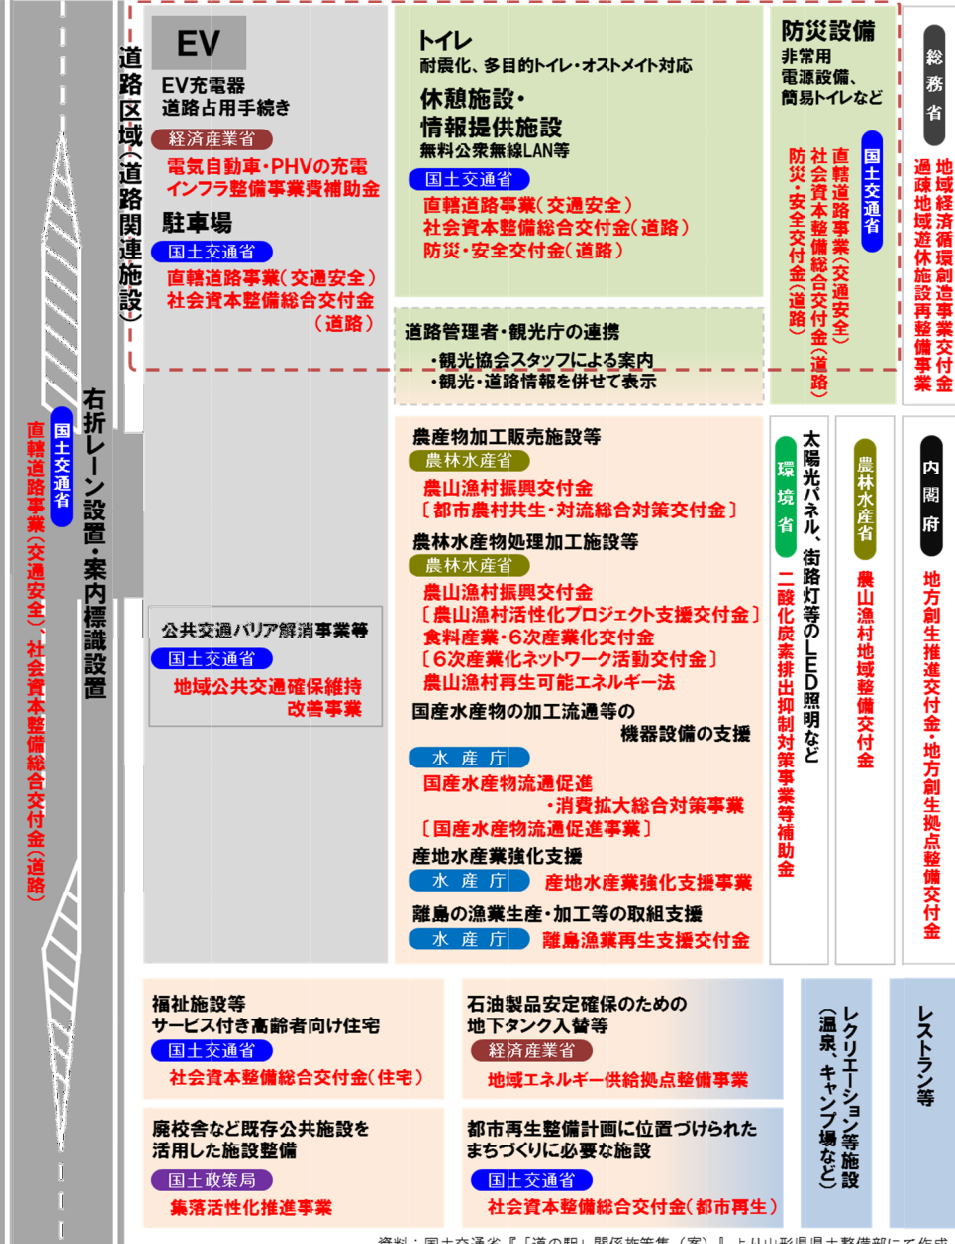 道路区域（道路関連施設）
EV
EV充電器
道路占用手続き
経済産業省
電気自動車・PHVの充電
インフラ整備事業費補助金
駐車場
国土交通省
直轄道路事業（交通安全）
社会資本整備総合交付金
（道路）
トイレ
耐震化、多目的トイレ・オストメイト対応
休憩施設・
情報提供施設
無料公衆無線LAN等
国土交通省
直轄道路事業（交通安全）
社会資本整備総合交付金（道路）
防災・安全交付金（道路）
防災設備
非常用
電源設備、
簡易トイレなど
国土交通省
直轄道路事業（交通安全）
社会資本整備総合交付金（道路）
防災・安全交付金（道路）
総務省
地域経済循環創造事業交付金
過疎地域遊休施設再整備事業
道路管理者・観光庁の連携
・観光協会スタッフによる案内
・観光・道路情報を併せて表示
右折レーン設置・案内標識設置
国土交通省
直轄道路事業（交通安全）、社会資本整備総合交付金（道路）
公共交通バリア解消事業等
国土交通省
地域公共交通確保維持
改善事業
農産物加工販売施設等
農林水産省
農山漁村振興交付金
［都市農村共生・対流総合対策交付金］
農林水産物処理加工施設等
農林水産省
農山漁村振興交付金
［農山漁村活性化プロジェクト支援交付金］
食料産業・6次産業化交付金
［6次産業化ネットワーク活動交付金］
農山漁村再生可能エネルギー法
国産水産物の加工流通等の
機器設備の支援
水産庁
国産水産物流通促進
・消費拡大総合対策事業
［国産水産物流通促進事業］
産地水産業強化支援
水産庁
産地水産業強化支援事業
離島の漁業生産・加工等の取組支援
水産庁
離島漁業再生支援交付金
太陽光パネル、街路灯等のLED照明など
環境省
二酸化炭素排出抑制対策事業等補助金
農林水産省
農山漁村地域整備交付金
内閣府
地方創生推進交付金・地方創生拠点整備交付金
福祉施設等
サービス付き高齢者向け住宅
国土交通省
社会資本整備総合交付金（住宅）
石油製品安定確保のための
地下タンク入替等
経済産業省
地域エネルギー供給拠点整備事業
廃校舎など既存公共施設を
活用した施設整備
国土政策局
集落活性化推進事業
都市再生整備計画に位置づけられた
まちづくりに必要な施設
国土交通省
社会資本整備総合交付金（都市再生）
レクリエーション等施設
（温泉、キャンプ場など）
レストラン等
資料：国土交通省『「道の駅」関係施策集（案）』より山形県県土整備部にて作成